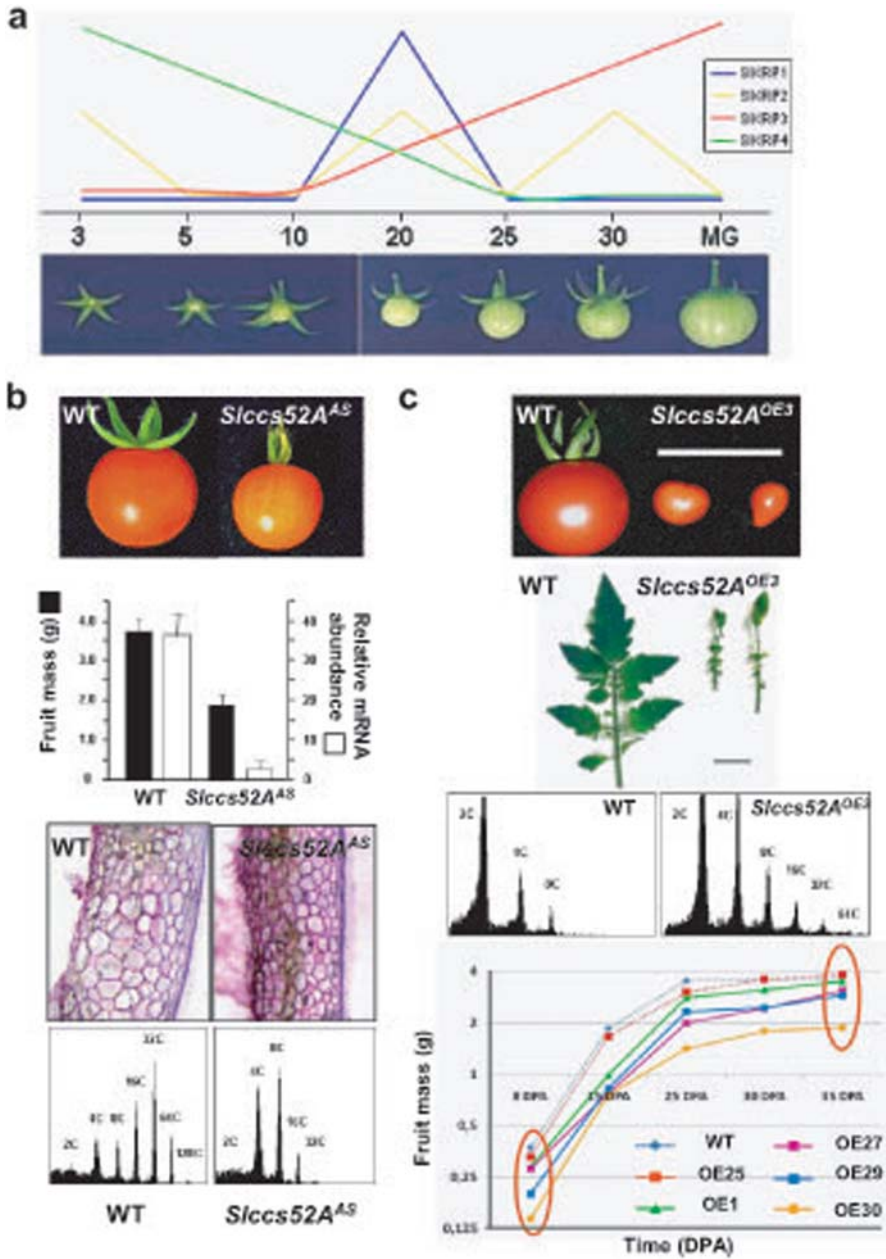 a
SlKRP1
SlKRP2
SlKRP3
SlKRP4
3 5 10 20 25 30 MG
b
WT Slccs52A^AS
Fruit mass (g)
4.0
3.0
2.0
1.0
0
40
30
20
10
0
Relative mRNA
abundance
WT Slccs52A^AS
WT Slccs52A^AS
2C 4C 8C 16C 32C 64C 128C
2C 4C 8C 16C 32C
WT Slccs52A^AS
c
WT Slccs52A^OE3
WT Slccs52A^OE3
WT
2C
8C
Slccs52A^OE3
2C 4C 8C 16C 32C 64C
Fruit mass (g)
4
2
1
0,5
0,25
0,125
8 DPA 15 DPA 25 DPA 30 DPA 35 DPA
WT OE27
OE25 OE29
OE1 OE30
Time (DPA)